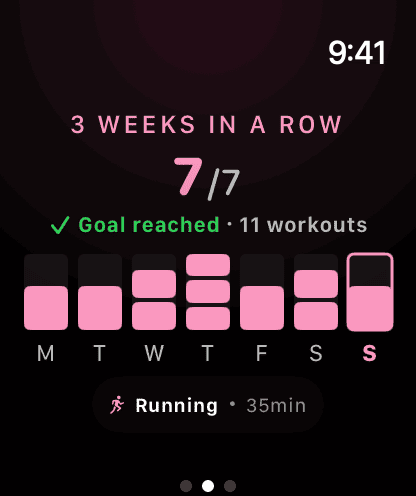 9:41
3 WEEKS IN A ROW
7/7
Goal reached · 11 workouts
M T W T F S S
Running • 35min